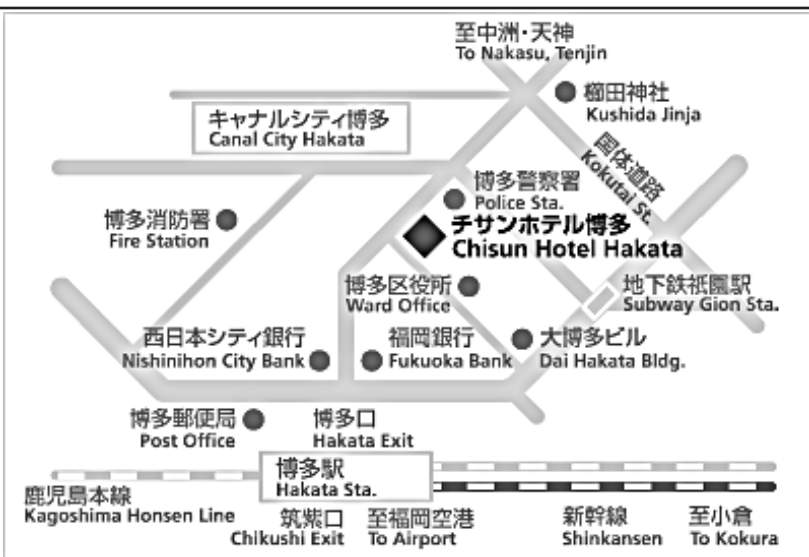 至中洲・天神
To Nakasu, Tenjin
櫛田神社
Kushida Jinja
キャナルシティ博多
Canal City Hakata
国体道路
Kokutai St.
博多警察署
Police Sta.
博多消防署
Fire Station
チサンホテル博多
Chisun Hotel Hakata
博多区役所
Ward Office
地下鉄祇園駅
Subway Gion Sta.
西日本シティ銀行
Nishinihon City Bank
福岡銀行
Fukuoka Bank
大博多ビル
Dai Hakata Bldg.
博多郵便局
Post Office
博多口
Hakata Exit
博多駅
Hakata Sta.
鹿児島本線
Kagoshima Honsen Line
筑紫口
Chikushi Exit
至福岡空港
To Airport
新幹線
Shinkansen
至小倉
To Kokura